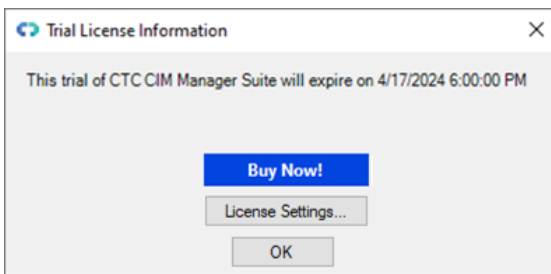 Trial License Information
This trial of CTC CIM Manager Suite will expire on 4/17/2024 6:00:00 PM
Buy Now!
License Settings...
OK